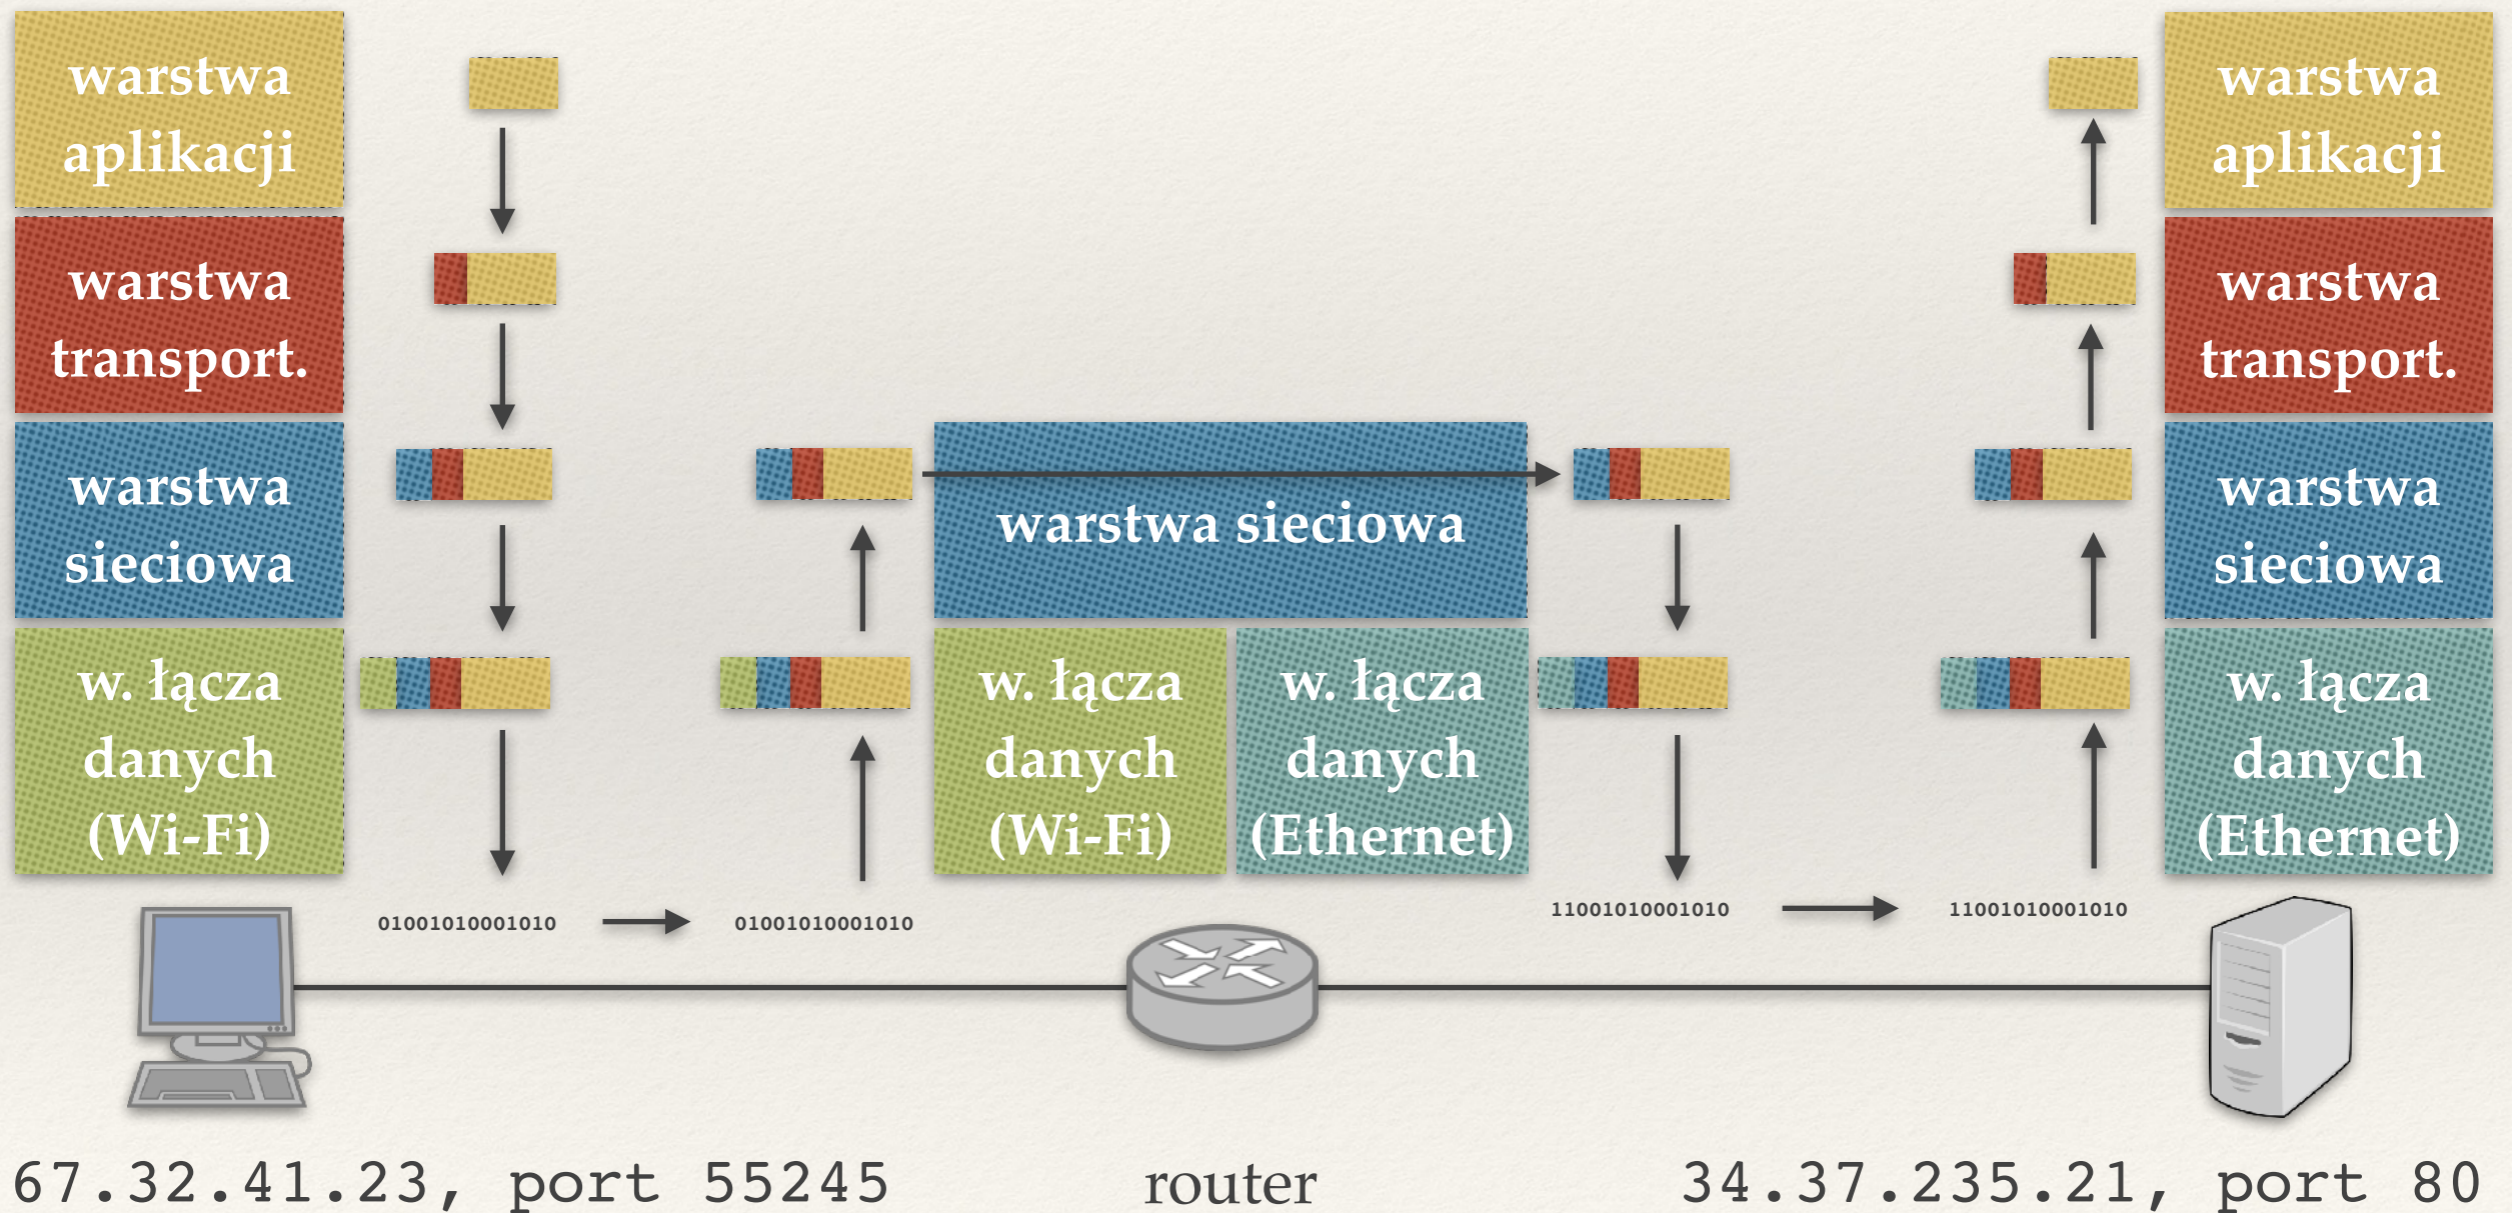 warstwa
aplikacji
warstwa
transport.
warstwa
sieciowa
w. łącza
danych
(Wi-Fi)
warstwa sieciowa
w. łącza
danych
(Wi-Fi)
w. łącza
danych
(Ethernet)
warstwa
aplikacji
warstwa
transport.
warstwa
sieciowa
w. łącza
danych
(Ethernet)
01001010001010
01001010001010
11001010001010
11001010001010
67.32.41.23, port 55245
router
34.37.235.21, port 80